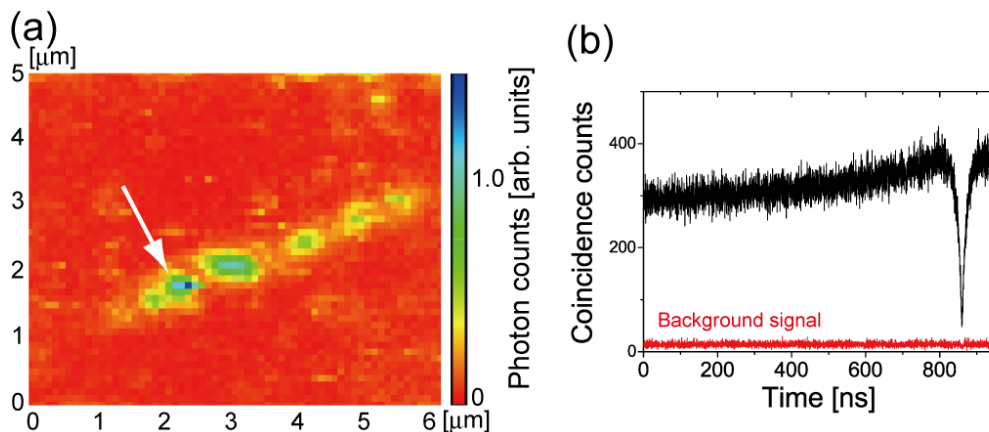 (a)
[μm]
5
4
3
2
1
0
0 1 2 3 4 5 6 [μm]
1.0
0
Photon counts [arb. units]
(b)
Coincidence counts
400
200
0
Background signal
0 200 400 600 800
Time [ns]